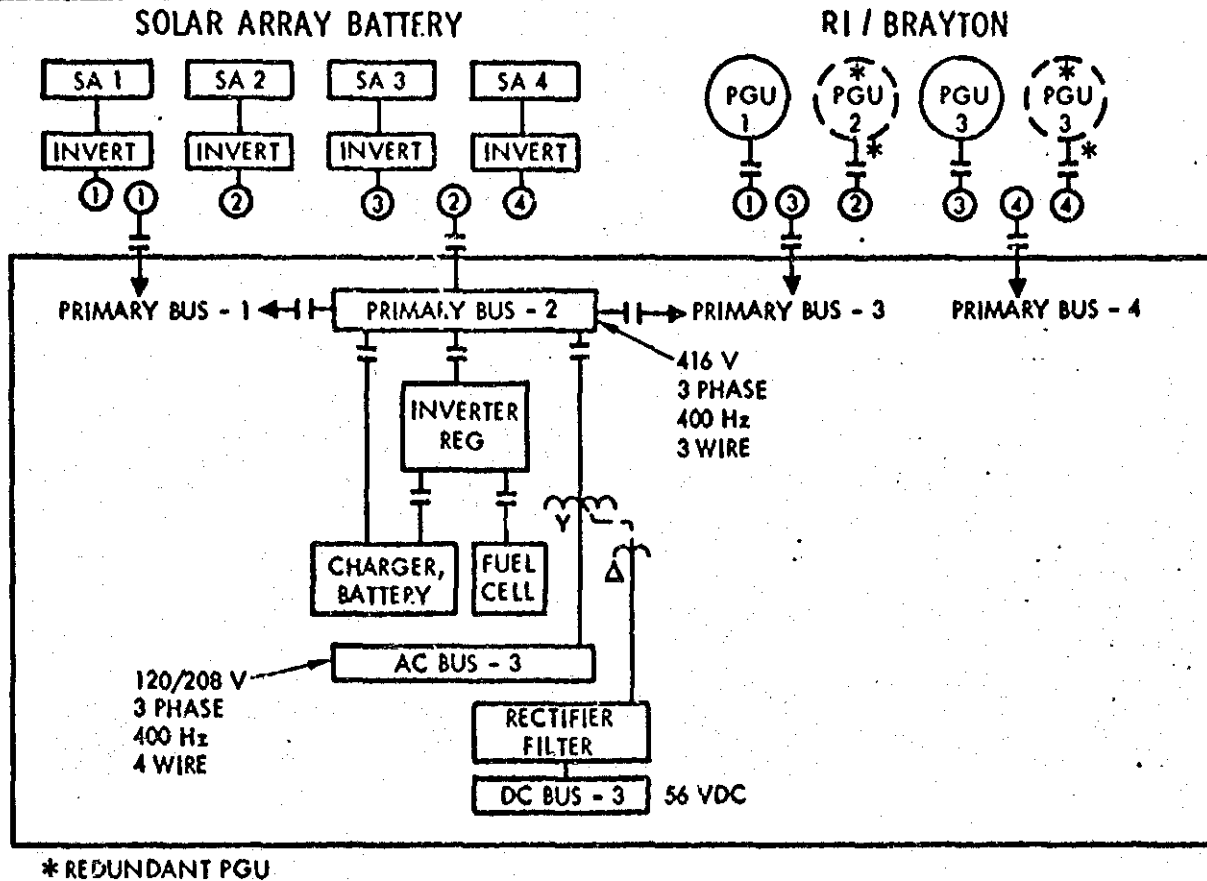 SOLAR ARRAY BATTERY
RI / BRAYTON
SA 1
SA 2
SA 3
SA 4
INVERT
INVERT
INVERT
INVERT
PGU
1
*
PGU
2
*
PGU
3
*
PGU
3
*
1
1
2
3
2
4
1
3
2
3
4
4
PRIMARY BUS - 1
PRIMARY BUS - 2
PRIMARY BUS - 3
PRIMARY BUS - 4
416 V
3 PHASE
400 Hz
3 WIRE
INVERTER
REG
Y
Δ
CHARGER,
BATTERY
FUEL
CELL
AC BUS - 3
120/208 V
3 PHASE
400 Hz
4 WIRE
RECTIFIER
FILTER
DC BUS - 3
56 VDC
* REDUNDANT PGU